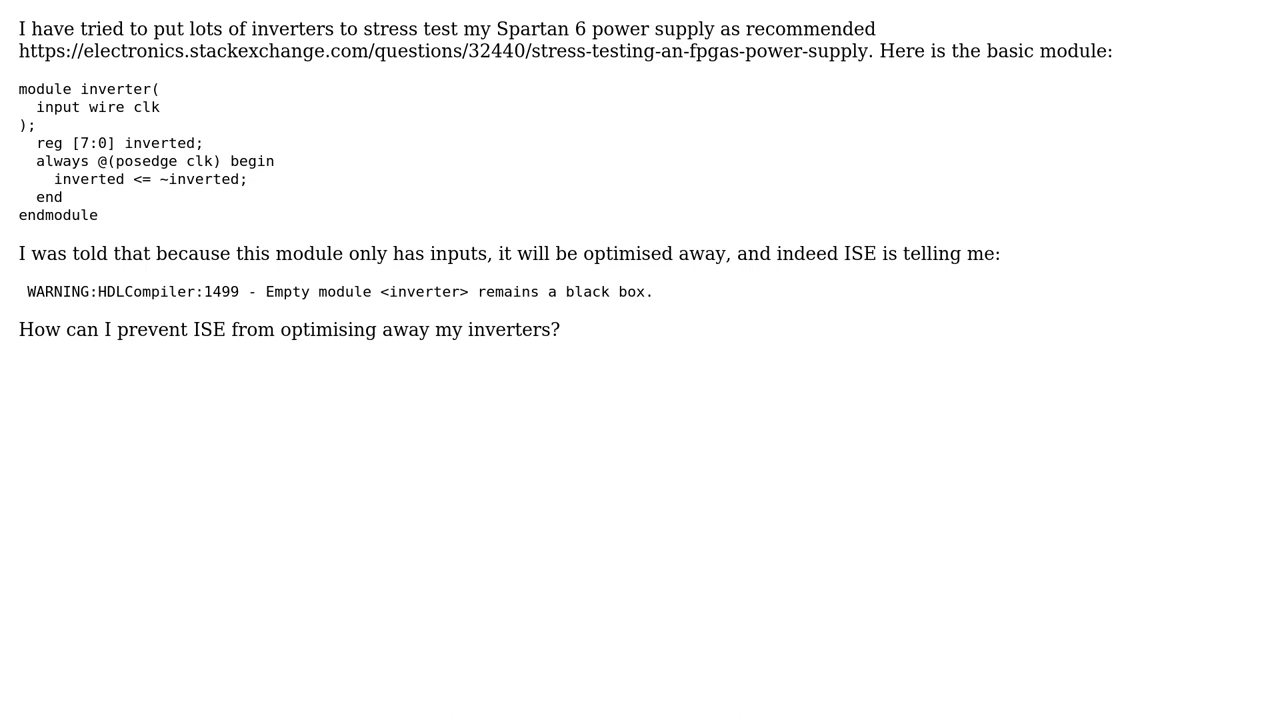 I have tried to put lots of inverters to stress test my Spartan 6 power supply as recommended
https://electronics.stackexchange.com/questions/32440/stress-testing-an-fpgas-power-supply. Here is the basic module:
module inverter(
  input wire clk
);
  reg [7:0] inverted;
  always @(posedge clk) begin
    inverted <= ~inverted;
  end
endmodule
I was told that because this module only has inputs, it will be optimised away, and indeed ISE is telling me:
 WARNING:HDLCompiler:1499 - Empty module <inverter> remains a black box.
How can I prevent ISE from optimising away my inverters?